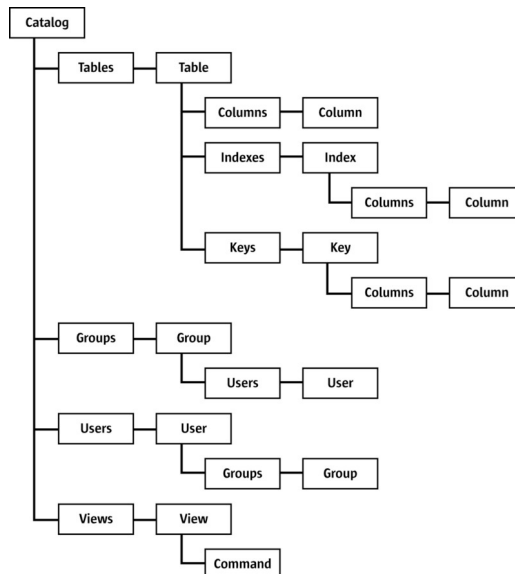 Catalog
Tables Table
Columns Column
Indexes Index
Columns Column
Keys Key
Columns Column
Groups Group
Users User
Users User
Groups Group
Views View
Command